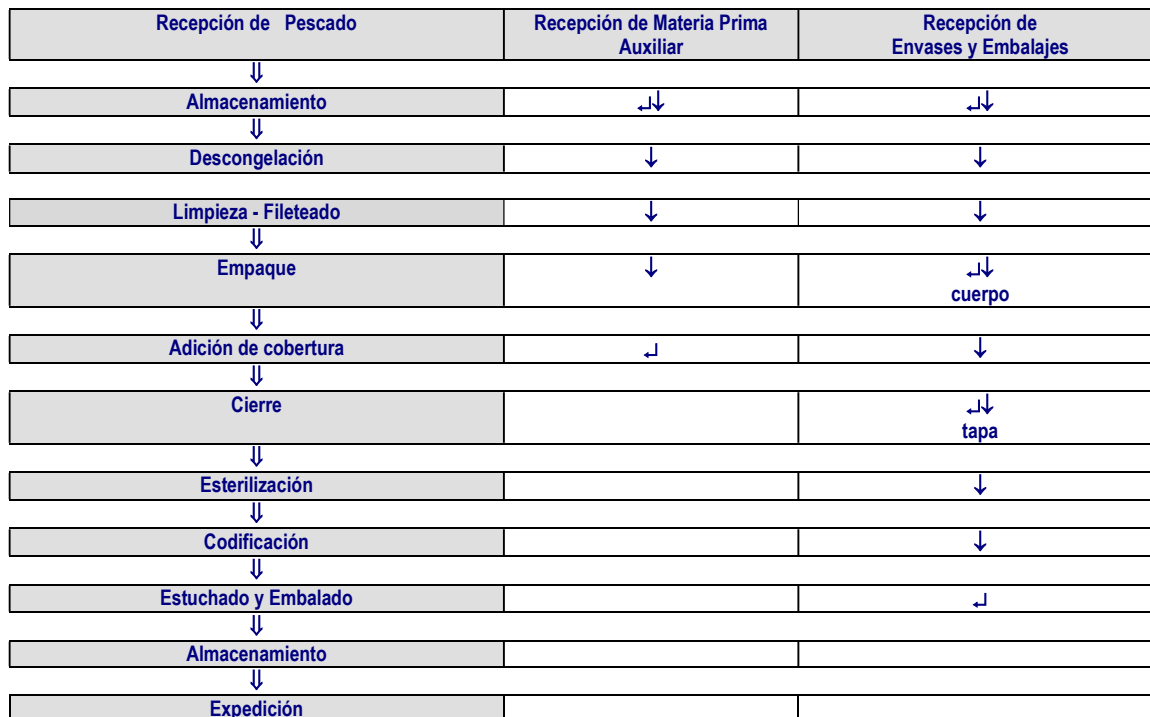 Recepción de Pescado
Recepción de Materia Prima
Auxiliar
Recepción de
Envases y Embalajes
⇓
Almacenamiento ↵↓ ↵↓
⇓
Descongelación ↓ ↓
Limpieza - Fileteado ↓ ↓
⇓
Empaque ↓ ↵↓
cuerpo
⇓
Adición de cobertura ↵ ↓
⇓
Cierre ↵↓
tapa
⇓
Esterilización ↓
⇓
Codificación ↓
⇓
Estuchado y Embalado ↵
⇓
Almacenamiento
⇓
Expedición